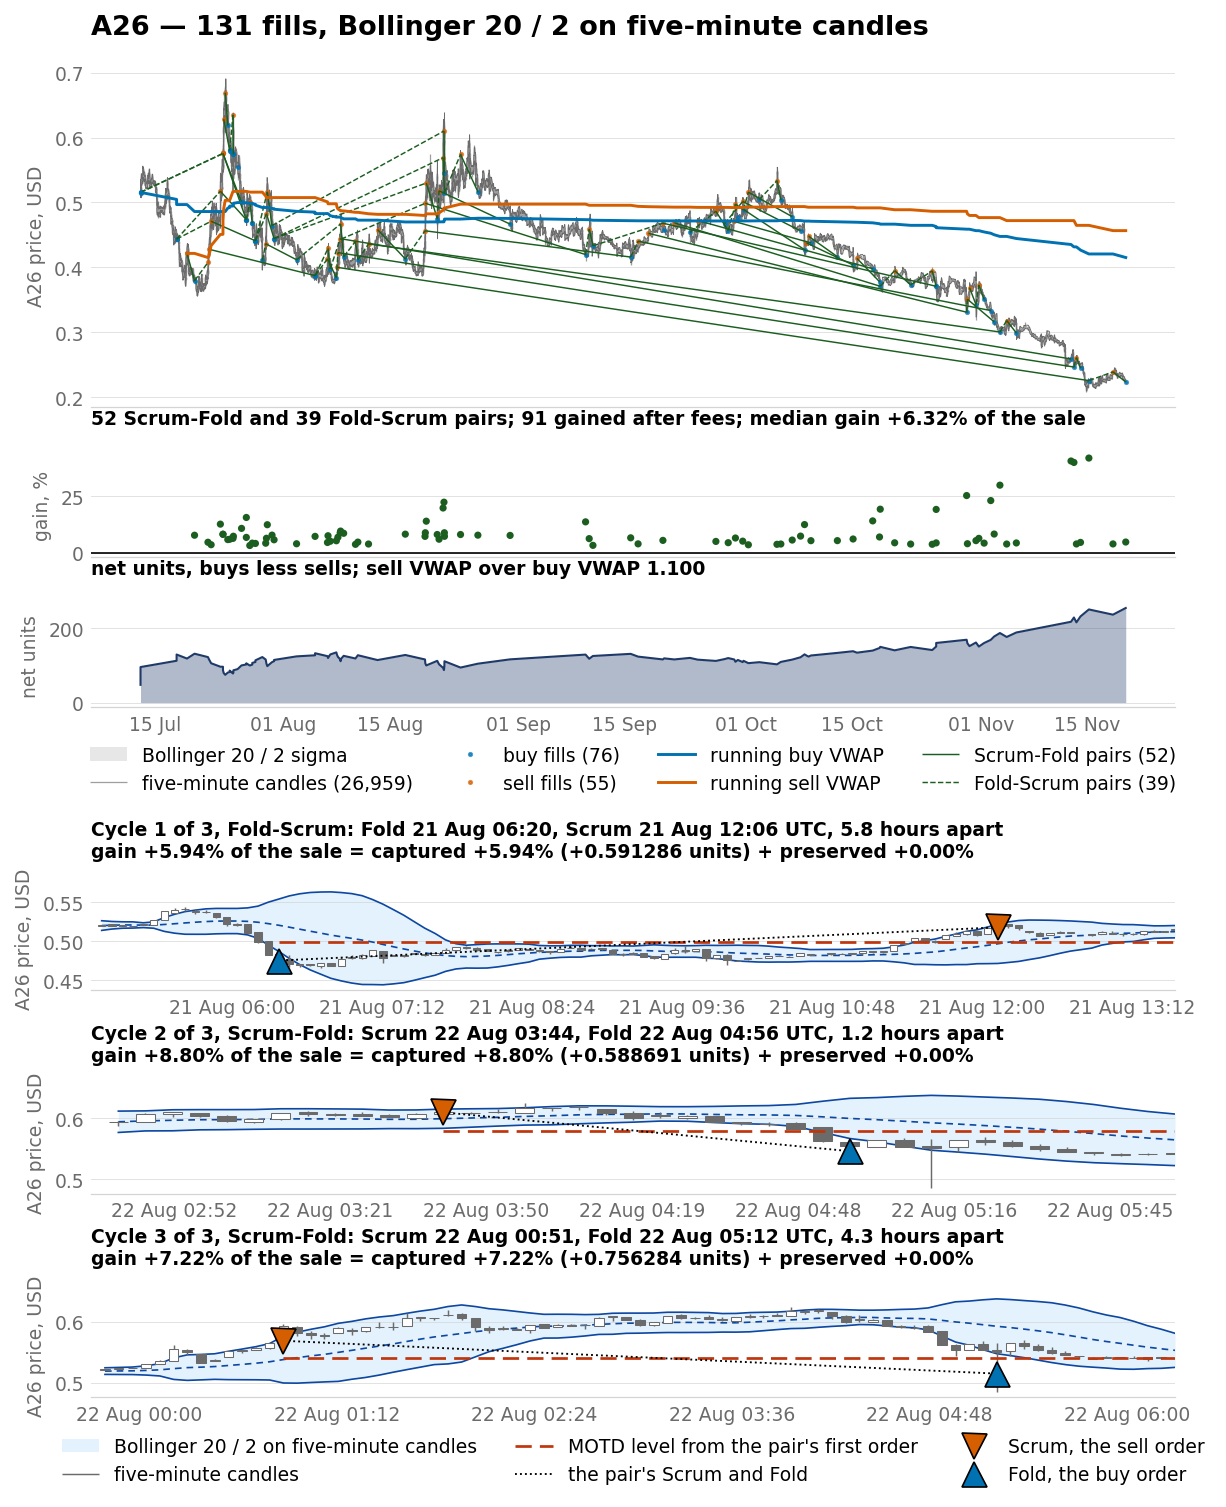 A26 — 131 fills, Bollinger 20 / 2 on five-minute candles
A26 price, USD
0.7
0.6
0.5
0.4
0.3
0.2
52 Scrum-Fold and 39 Fold-Scrum pairs; 91 gained after fees; median gain +6.32% of the sale
gain, %
25
0
net units, buys less sells; sell VWAP over buy VWAP 1.100
net units
200
0
15 Jul 01 Aug 15 Aug 01 Sep 15 Sep 01 Oct 15 Oct 01 Nov 15 Nov
Bollinger 20 / 2 sigma buy fills (76) running buy VWAP Scrum-Fold pairs (52)
five-minute candles (26,959) sell fills (55) running sell VWAP Fold-Scrum pairs (39)
Cycle 1 of 3, Fold-Scrum: Fold 21 Aug 06:20, Scrum 21 Aug 12:06 UTC, 5.8 hours apart
gain +5.94% of the sale = captured +5.94% (+0.591286 units) + preserved +0.00%
A26 price, USD
0.55
0.50
0.45
21 Aug 06:00 21 Aug 07:12 21 Aug 08:24 21 Aug 09:36 21 Aug 10:48 21 Aug 12:00 21 Aug 13:12
Cycle 2 of 3, Scrum-Fold: Scrum 22 Aug 03:44, Fold 22 Aug 04:56 UTC, 1.2 hours apart
gain +8.80% of the sale = captured +8.80% (+0.588691 units) + preserved +0.00%
A26 price, USD
0.6
0.5
22 Aug 02:52 22 Aug 03:21 22 Aug 03:50 22 Aug 04:19 22 Aug 04:48 22 Aug 05:16 22 Aug 05:45
Cycle 3 of 3, Scrum-Fold: Scrum 22 Aug 00:51, Fold 22 Aug 05:12 UTC, 4.3 hours apart
gain +7.22% of the sale = captured +7.22% (+0.756284 units) + preserved +0.00%
A26 price, USD
0.6
0.5
22 Aug 00:00 22 Aug 01:12 22 Aug 02:24 22 Aug 03:36 22 Aug 04:48 22 Aug 06:00
Bollinger 20 / 2 on five-minute candles MOTD level from the pair's first order Scrum, the sell order
five-minute candles the pair's Scrum and Fold Fold, the buy order